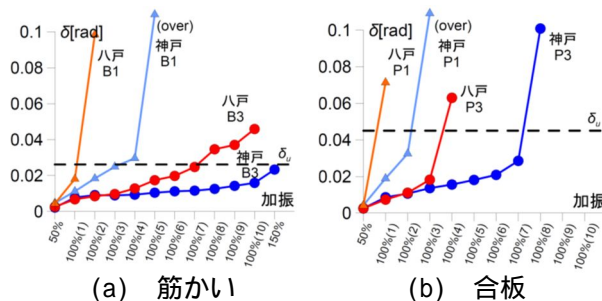 δ[rad]
0.1
0.08
0.06
0.04
0.02
0
八戸
B1
(over)
神戸
B1
八戸
B3
神戸
B3
δu
加振
50%
100%(1)
100%(2)
100%(3)
100%(4)
100%(5)
100%(6)
100%(7)
100%(8)
100%(9)
100%(10)
150%
(a) 筋かい
δ[rad]
0.1
0.08
0.06
0.04
0.02
0
八戸
P1
(over)
神戸
P1
八戸
P3
神戸
P3
δu
加振
50%
100%(1)
100%(2)
100%(3)
100%(4)
100%(5)
100%(6)
100%(7)
100%(8)
100%(9)
100%(10)
(b) 合板